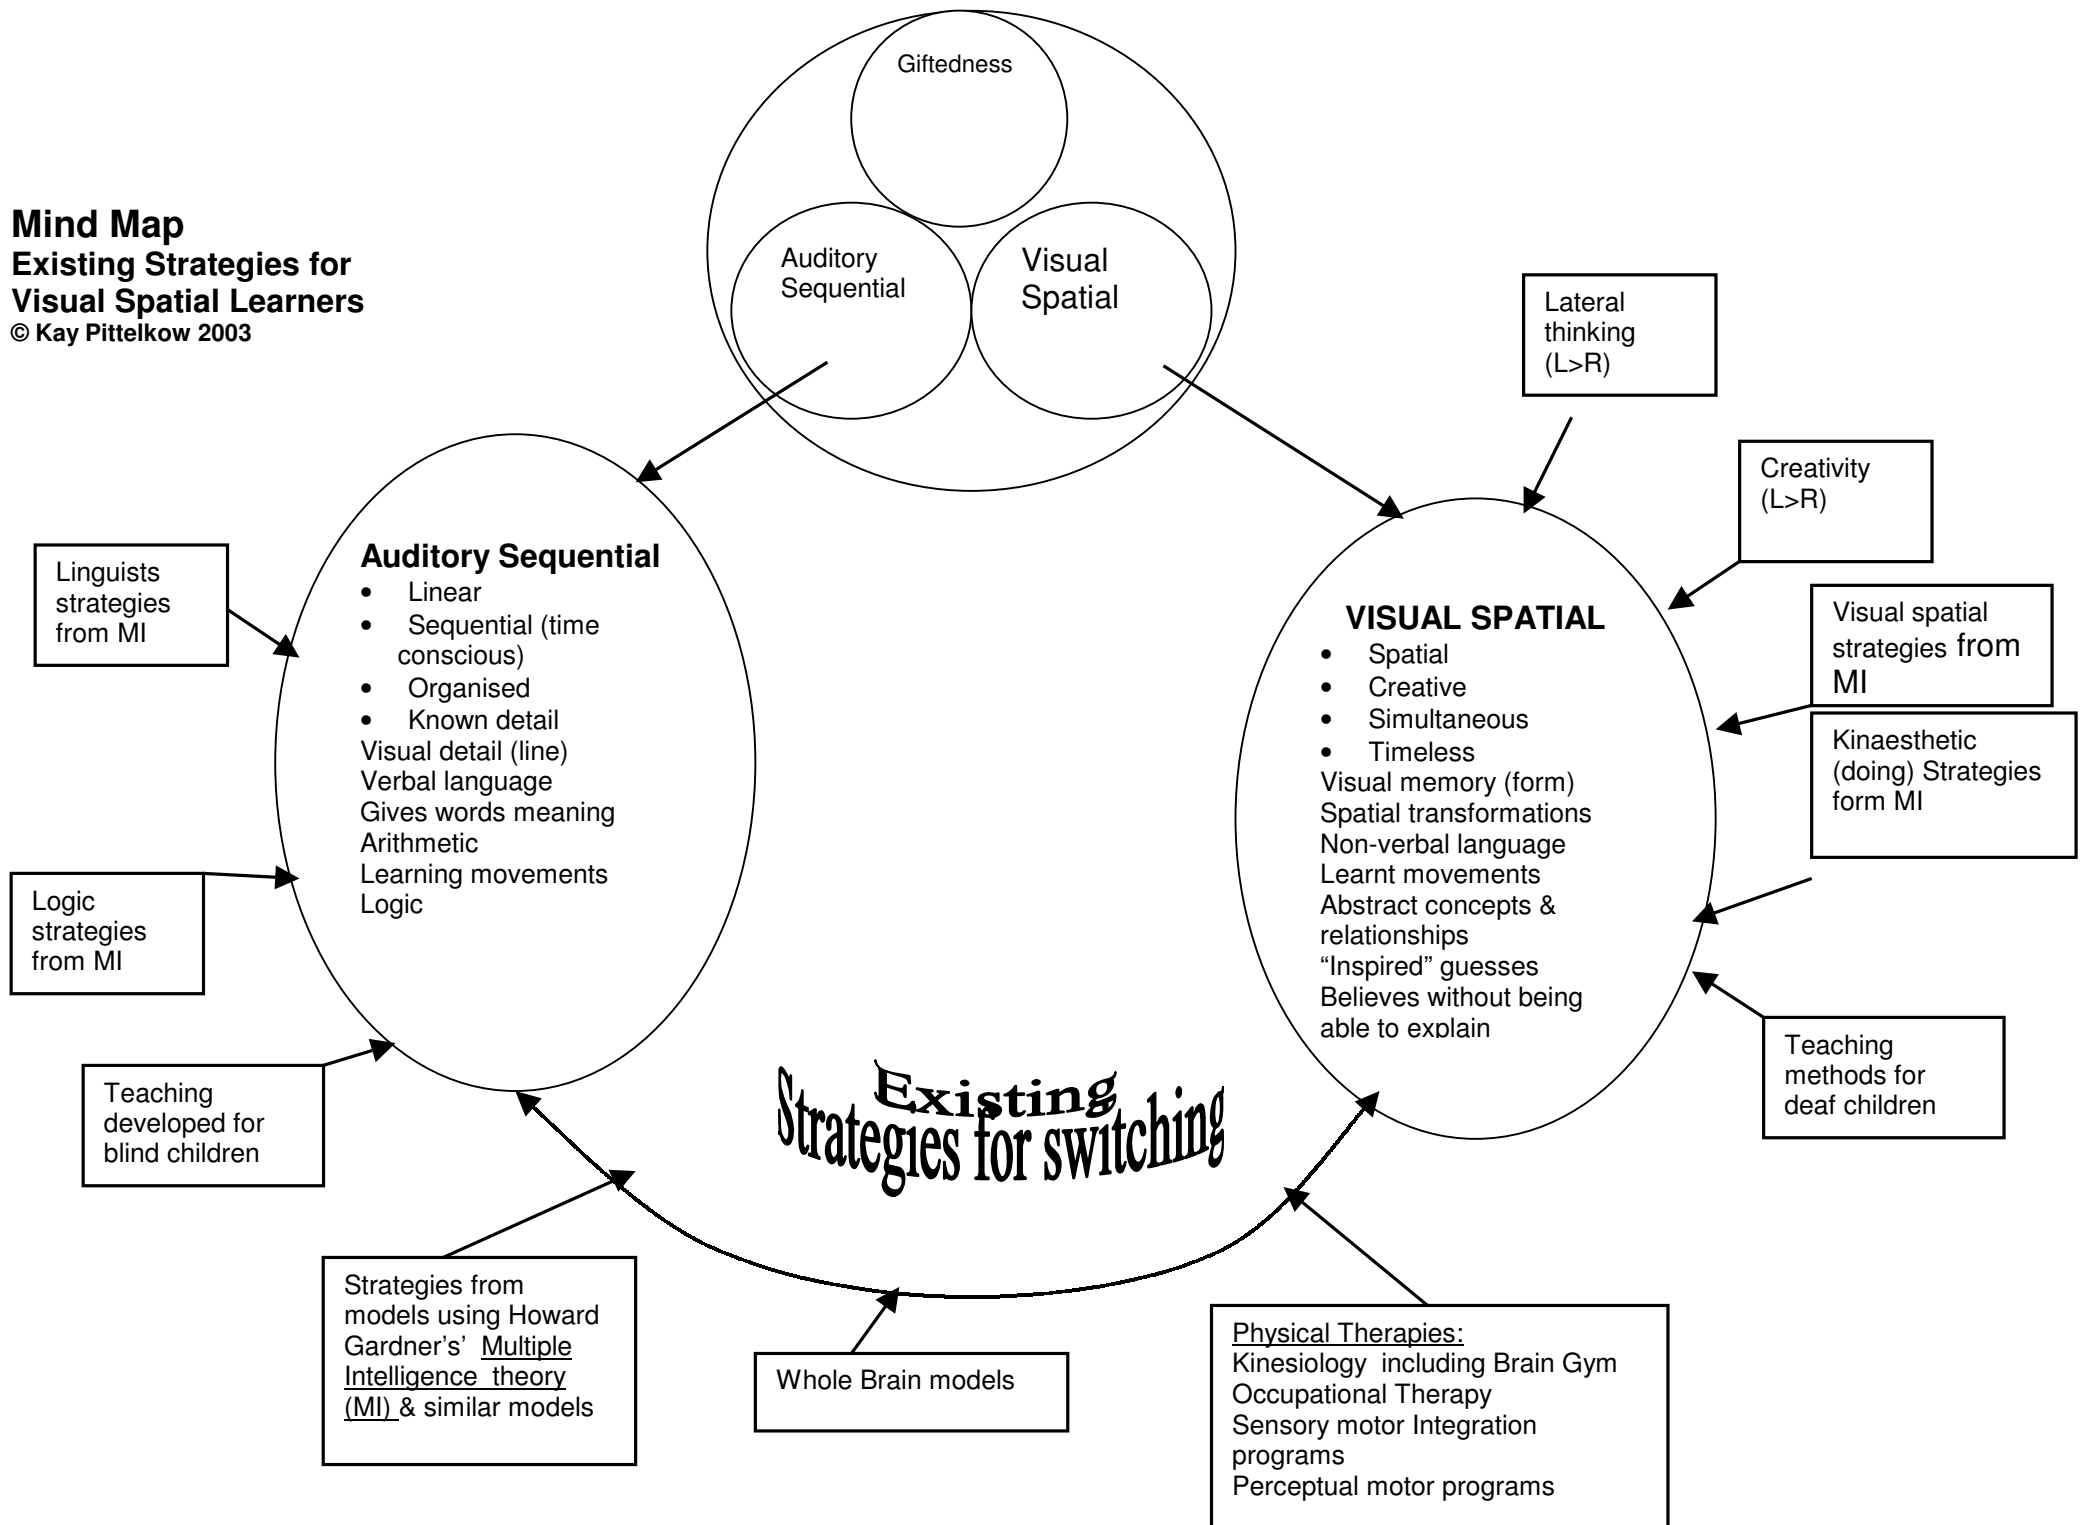 Giftedness
Mind Map
Existing Strategies for
Visual Spatial Learners
© Kay Pittelkow 2003
Auditory
Sequential
Visual
Spatial
Lateral
thinking
(L>R)
Creativity
(L>R)
Linguists
strategies
from MI
Auditory Sequential
• Linear
• Sequential (time
conscious)
• Organised
• Known detail
Visual detail (line)
Verbal language
Gives words meaning
Arithmetic
Learning movements
Logic
VISUAL SPATIAL
• Spatial
• Creative
• Simultaneous
• Timeless
Visual memory (form)
Spatial transformations
Non-verbal language
Learnt movements
Abstract concepts &
relationships
“Inspired” guesses
Believes without being
able to explain
Visual spatial
strategies from
MI
Kinaesthetic
(doing) Strategies
form MI
Logic
strategies
from MI
Teaching
methods for
deaf children
Teaching
developed for
blind children
Existing
Strategies for switching
Strategies from
models using Howard
Gardner's’ Multiple
Intelligence theory
(MI) & similar models
Whole Brain models
Physical Therapies:
Kinesiology including Brain Gym
Occupational Therapy
Sensory motor Integration
programs
Perceptual motor programs